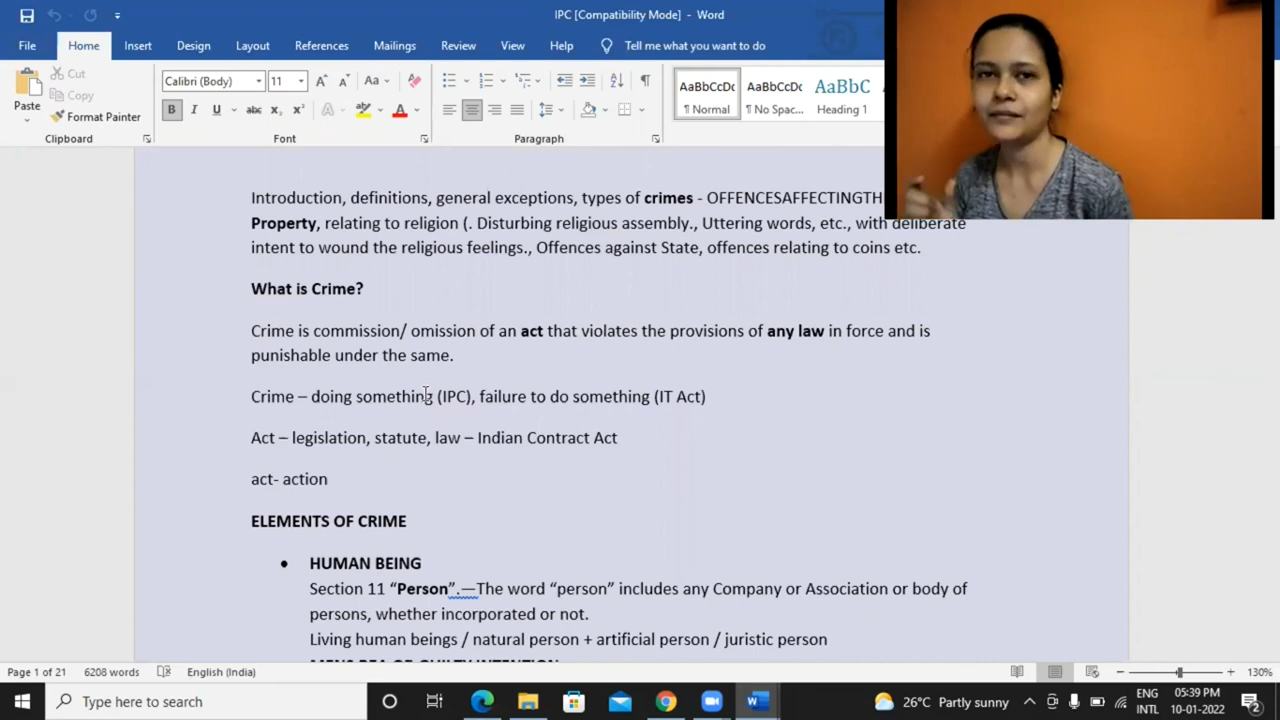 IPC [Compatibility Mode] - Word
File Home Insert Design Layout References Mailings Review View Help Tell me what you want to do
Paste
Cut
Copy
Format Painter
Clipboard
Calibri (Body) 11
Font
Paragraph
AaBbCcDc AaBbCcDc AaBbC
¶ Normal ¶ No Spac... Heading 1
Introduction, definitions, general exceptions, types of crimes - OFFENCESAFFECTINGTH
Property, relating to religion (. Disturbing religious assembly., Uttering words, etc., with deliberate
intent to wound the religious feelings., Offences against State, offences relating to coins etc.
What is Crime?
Crime is commission/ omission of an act that violates the provisions of any law in force and is
punishable under the same.
Crime – doing something (IPC), failure to do something (IT Act)
Act – legislation, statute, law – Indian Contract Act
act- action
ELEMENTS OF CRIME
• HUMAN BEING
Section 11 “Person”.—The word “person” includes any Company or Association or body of
persons, whether incorporated or not.
Living human beings / natural person + artificial person / juristic person
MENS REA OR GUILTY INTENTION
Page 1 of 21 6208 words English (India) 130%
Type here to search
26°C Partly sunny
ENG
INTL
05:39 PM
10-01-2022
2